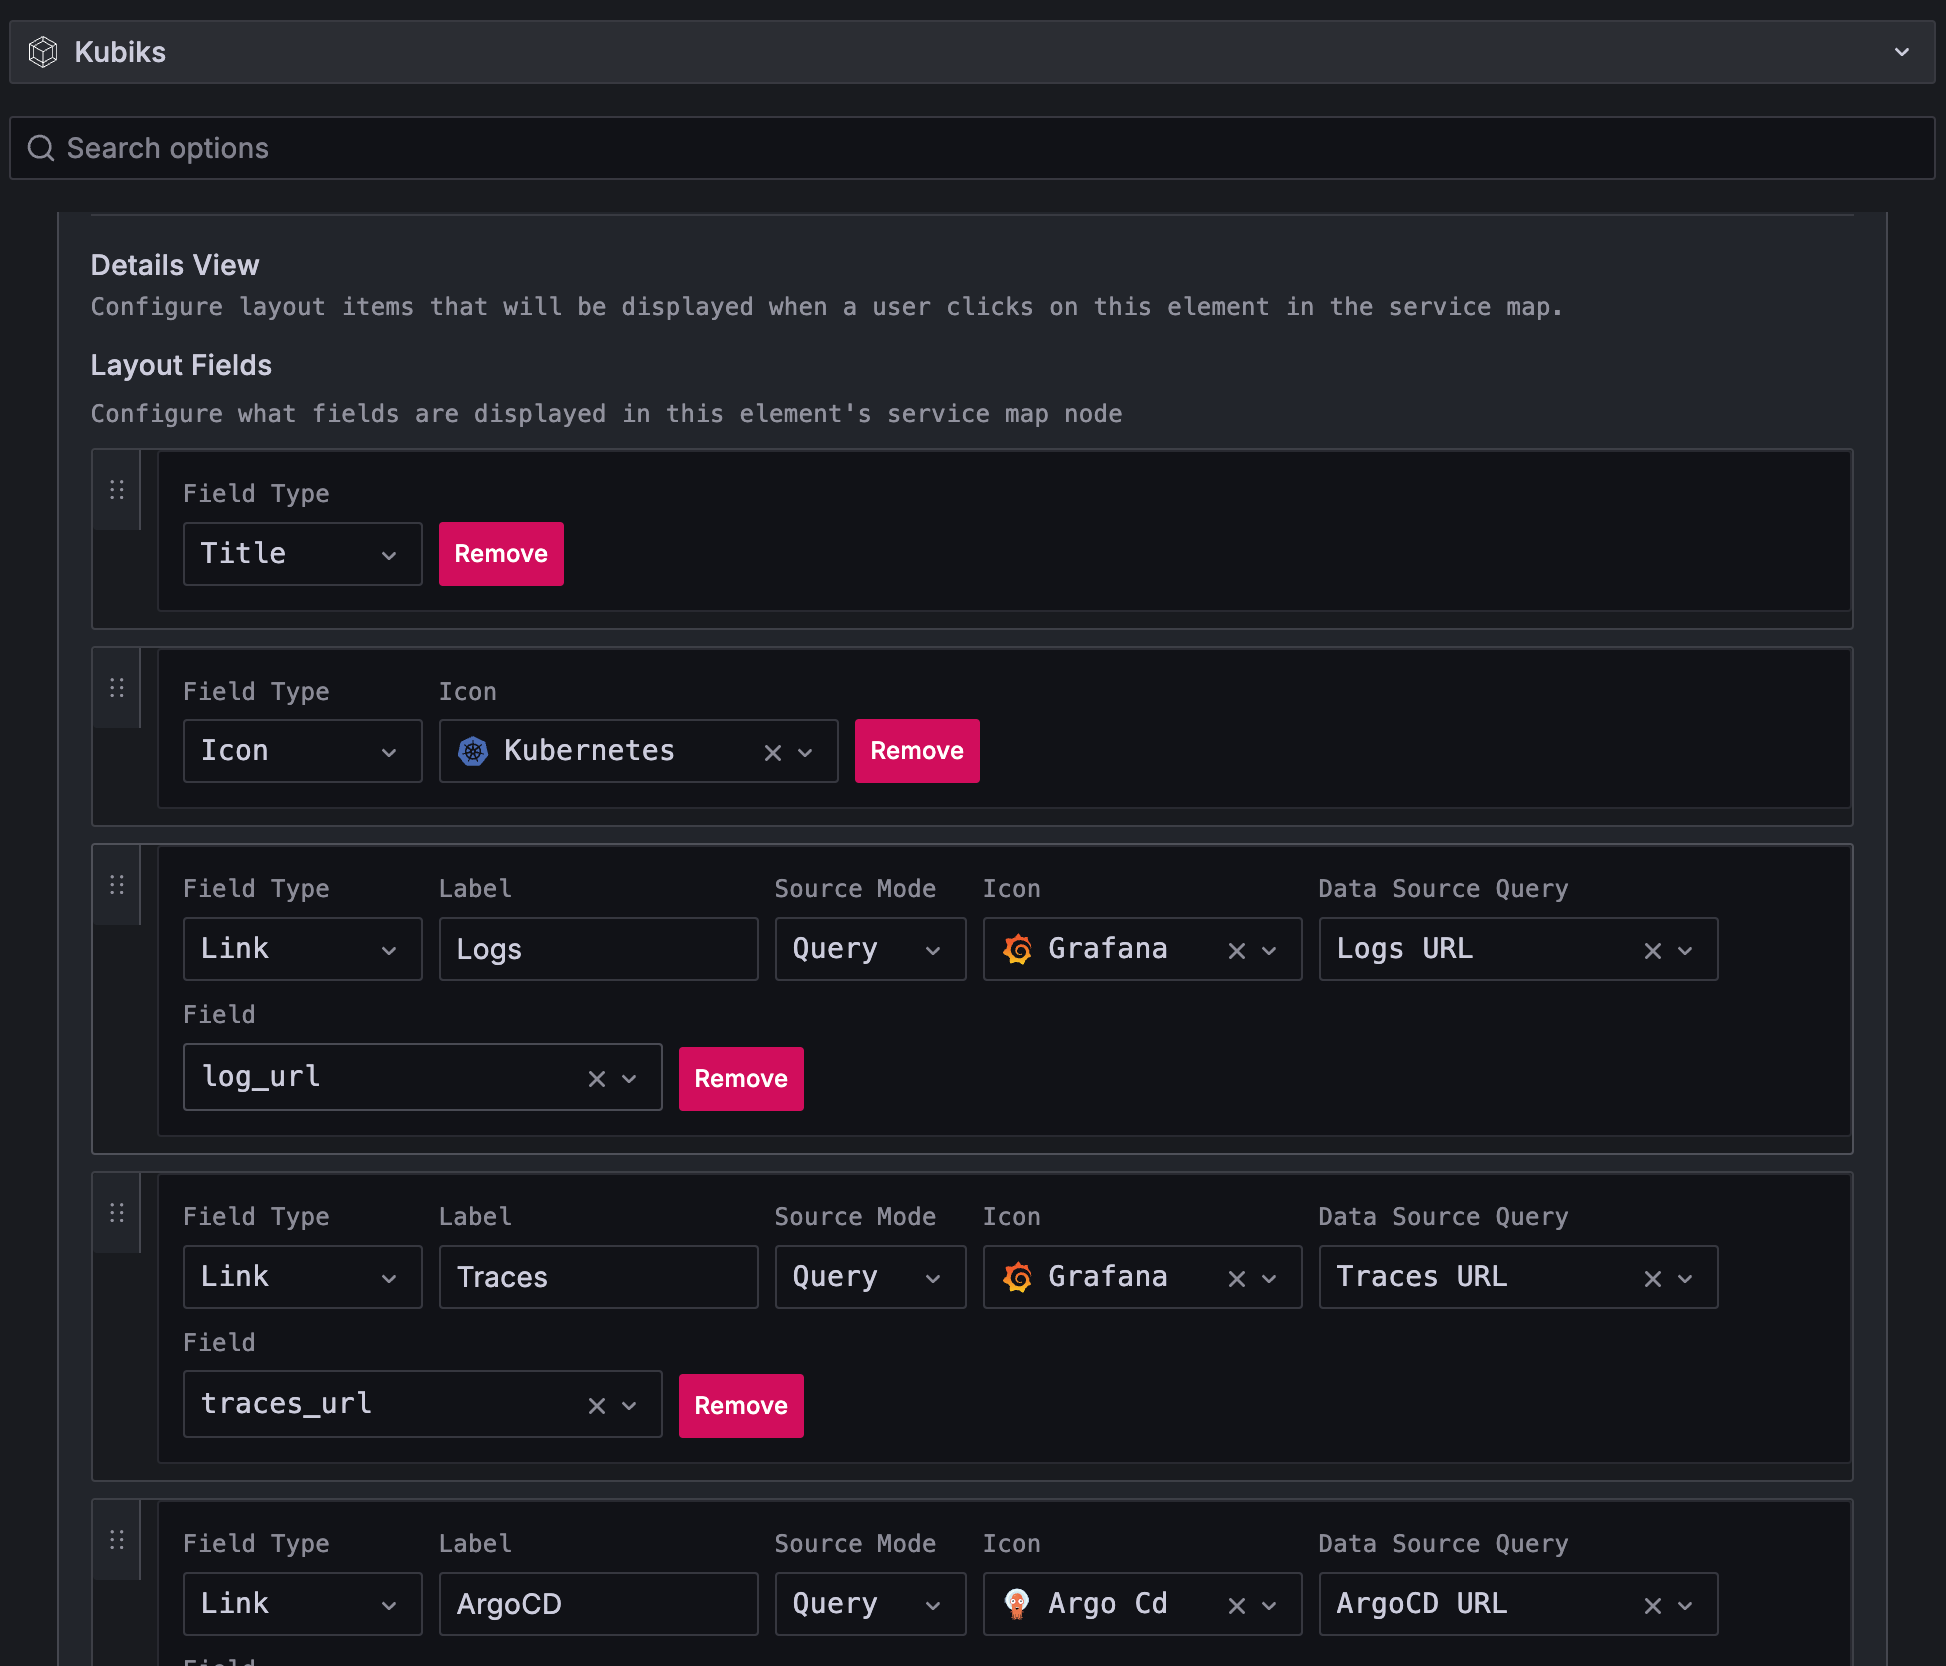 Kubiks
Search options
Details View
Configure layout items that will be displayed when a user clicks on this element in the service map.
Layout Fields
Configure what fields are displayed in this element's service map node
Field Type
Title Remove
Field Type Icon
Icon Kubernetes Remove
Field Type Label Source Mode Icon Data Source Query
Link Logs Query Grafana Logs URL
Field
log_url Remove
Field Type Label Source Mode Icon Data Source Query
Link Traces Query Grafana Traces URL
Field
traces_url Remove
Field Type Label Source Mode Icon Data Source Query
Link ArgoCD Query Argo Cd ArgoCD URL
Field